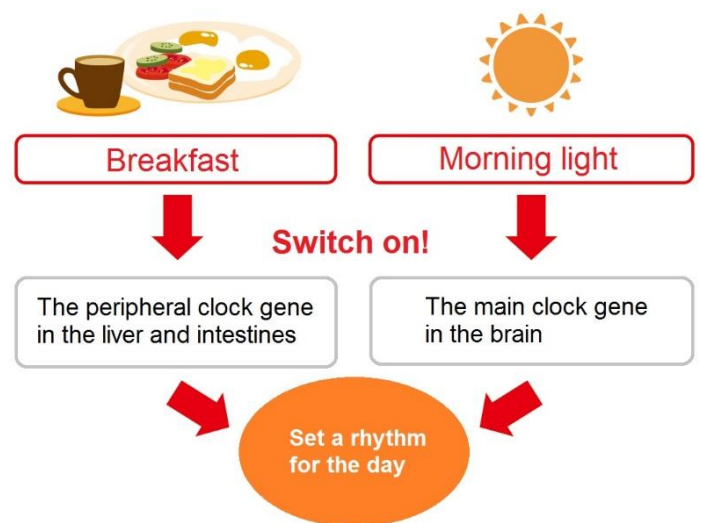 Breakfast
Morning light
Switch on!
The peripheral clock gene
in the liver and intestines
The main clock gene
in the brain
Set a rhythm
for the day